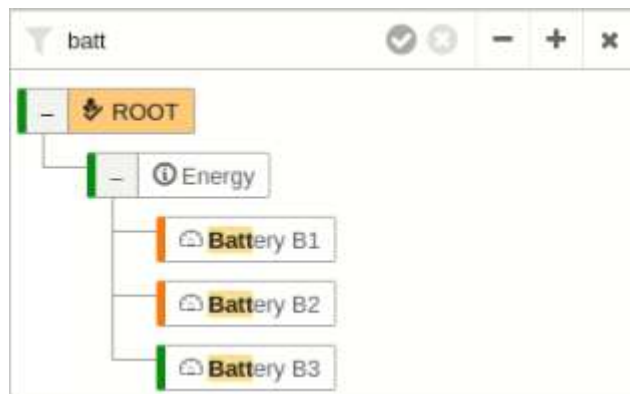 batt
ROOT
Energy
Battery B1
Battery B2
Battery B3